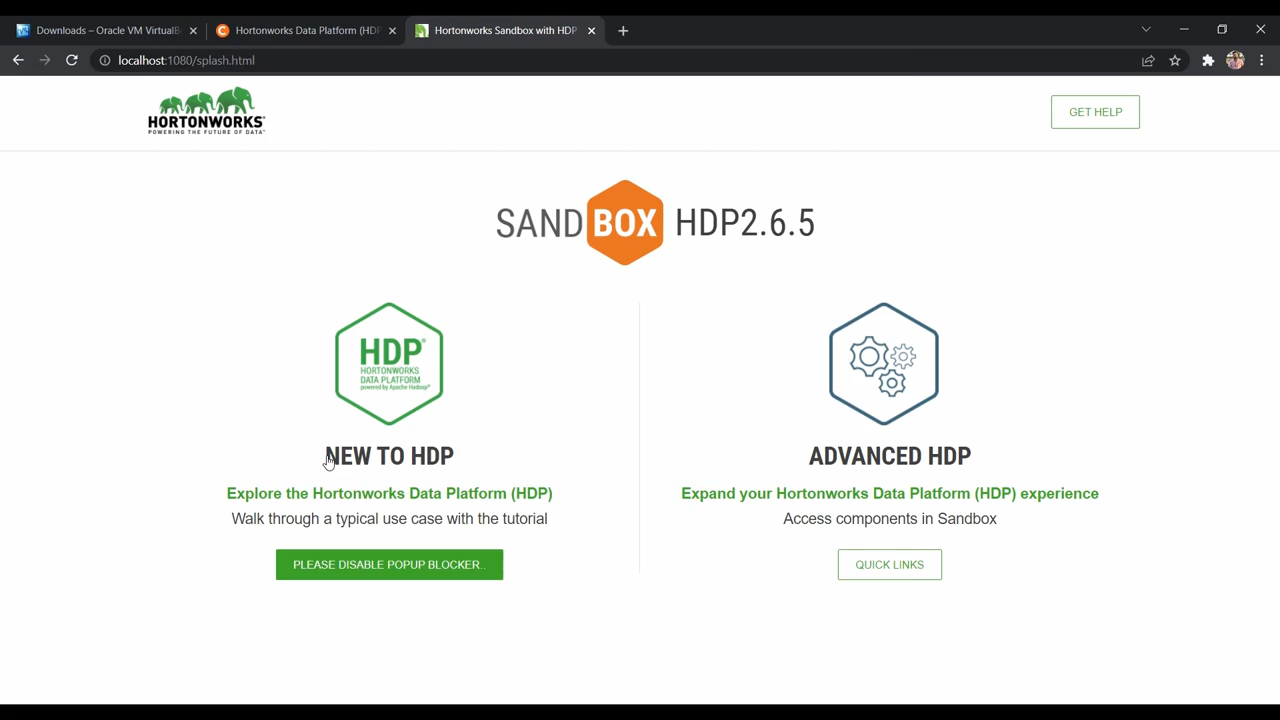 Downloads – Oracle VM VirtualB
Hortonworks Data Platform (HDP
Hortonworks Sandbox with HDP
localhost:1080/splash.html
HORTONWORKS
POWERING THE FUTURE OF DATA
GET HELP
SANDBOX HDP2.6.5
HDP
HORTONWORKS
DATA PLATFORM
powered by Apache Hadoop
NEW TO HDP
Explore the Hortonworks Data Platform (HDP)
Walk through a typical use case with the tutorial
PLEASE DISABLE POPUP BLOCKER..
ADVANCED HDP
Expand your Hortonworks Data Platform (HDP) experience
Access components in Sandbox
QUICK LINKS